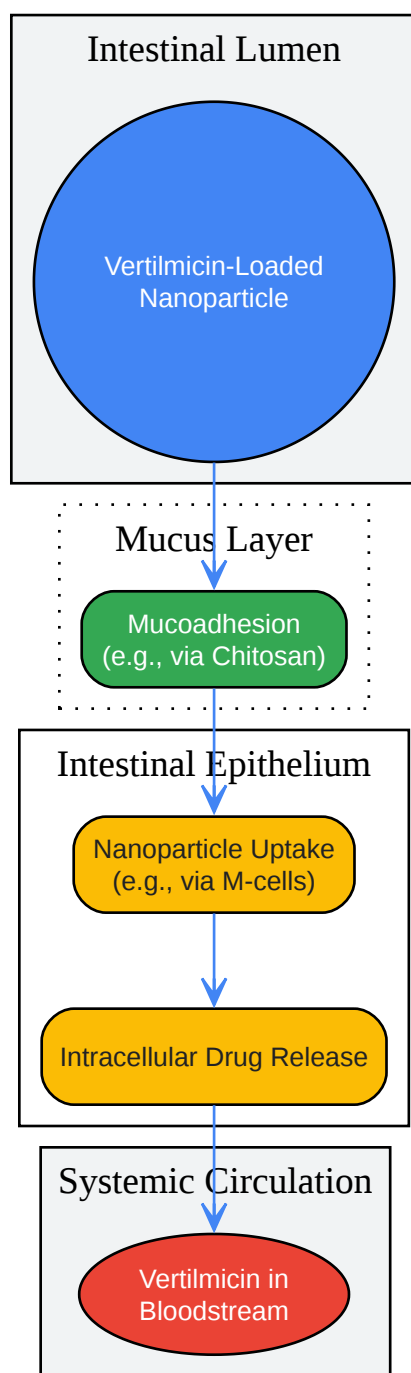 Intestinal Lumen
Vertilmicin-Loaded
Nanoparticle
Mucus Layer
Mucoadhesion
(e.g., via Chitosan)
Intestinal Epithelium
Nanoparticle Uptake
(e.g., via M-cells)
Intracellular Drug Release
Systemic Circulation
Vertilmicin in
Bloodstream